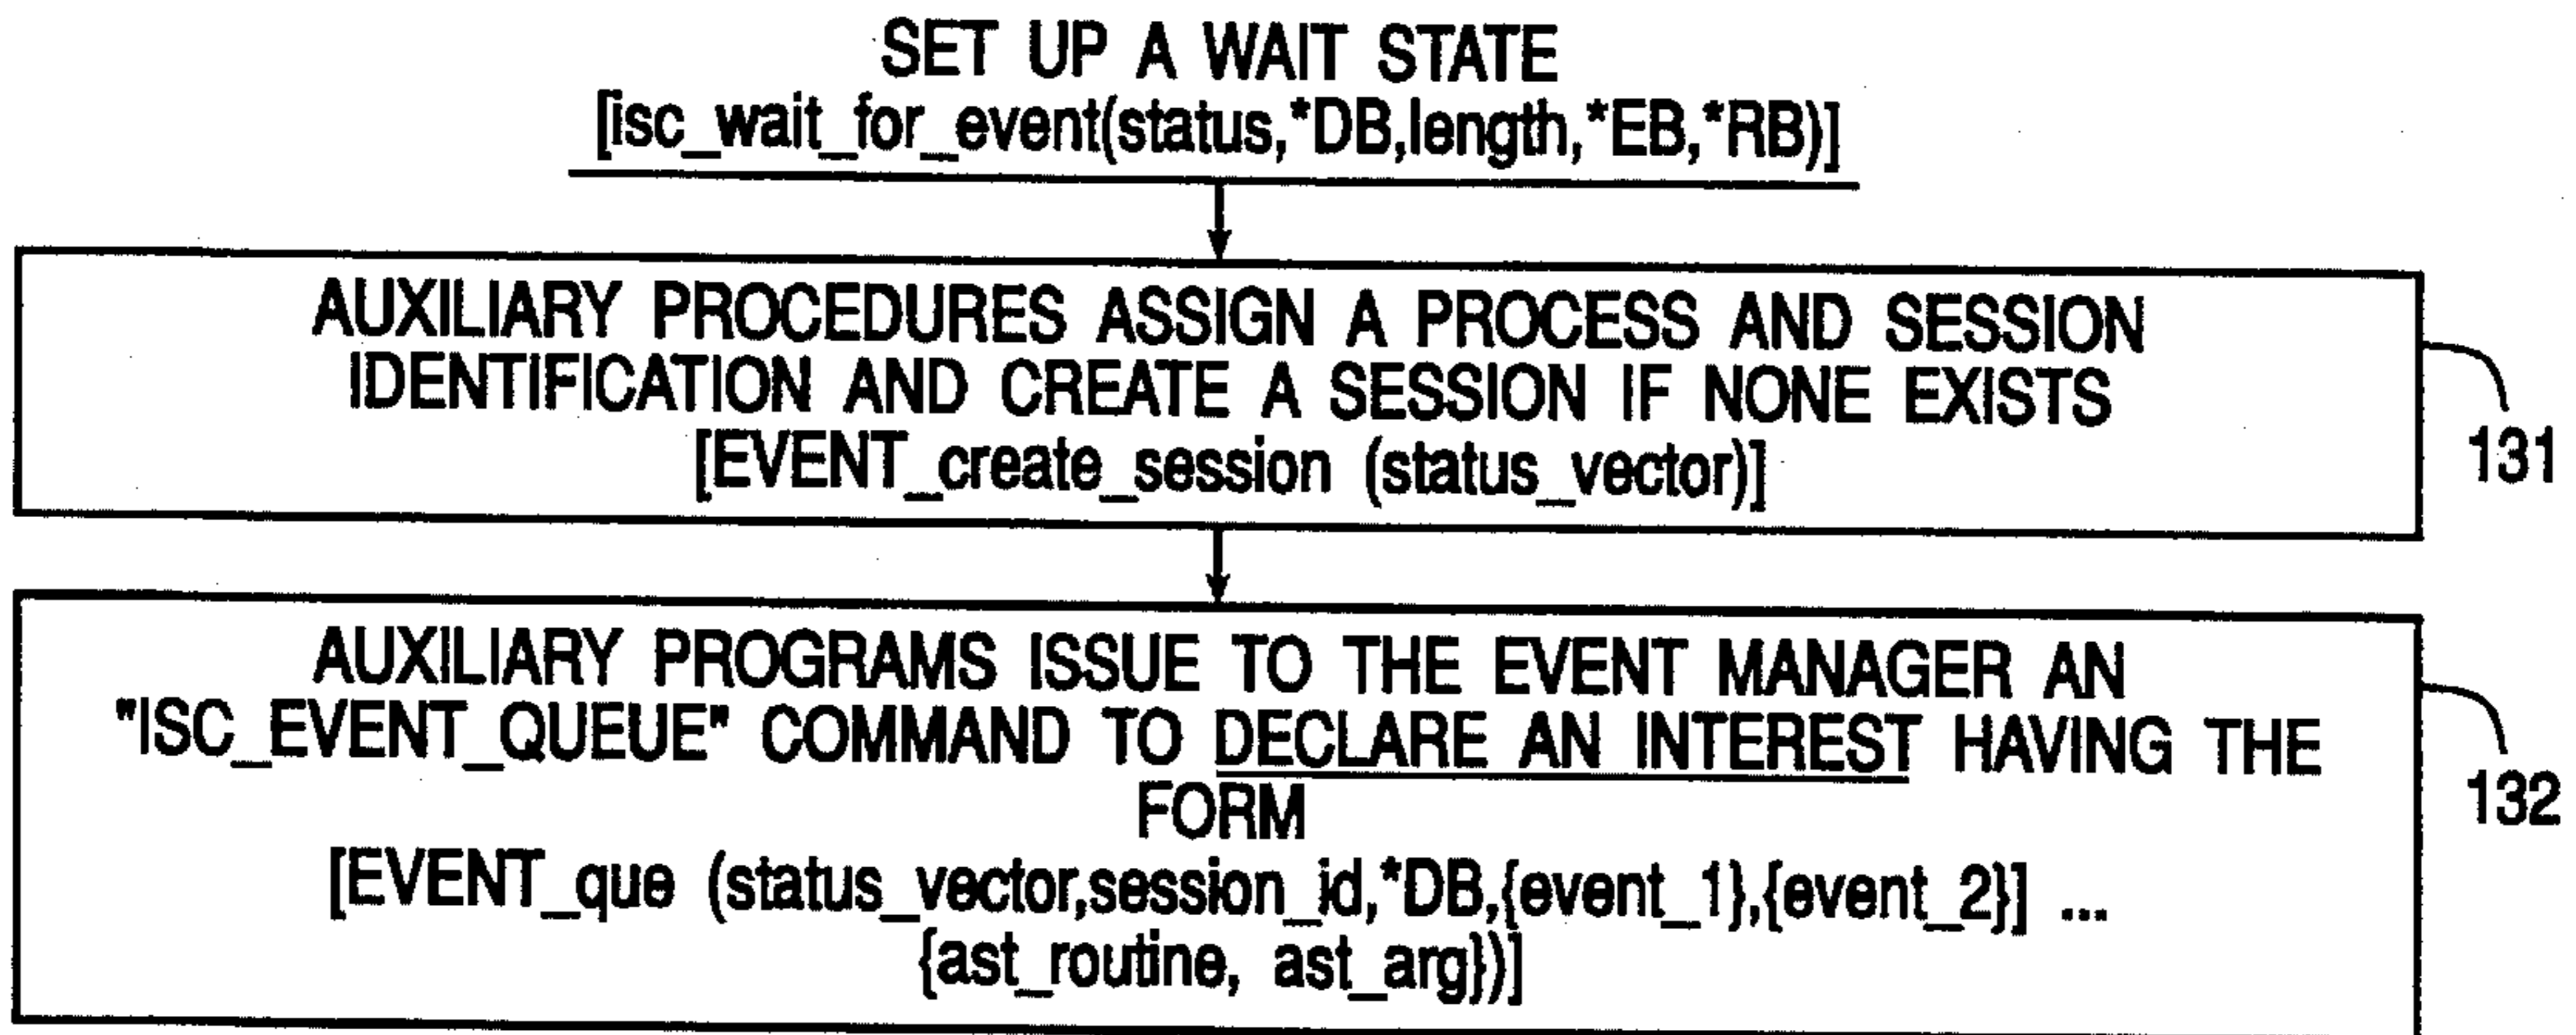 SET UP A WAIT STATE
[isc_wait_for_event(status,*DB,length,*EB,*RB)]
AUXILIARY PROCEDURES ASSIGN A PROCESS AND SESSION
IDENTIFICATION AND CREATE A SESSION IF NONE EXISTS
[EVENT_create_session (status_vector)]
131
AUXILIARY PROGRAMS ISSUE TO THE EVENT MANAGER AN
"ISC_EVENT_QUEUE" COMMAND TO DECLARE AN INTEREST HAVING THE
FORM
[EVENT_que (status_vector,session_id,*DB,{event_1},{event_2}] ...
{ast_routine, ast_arg})]
132